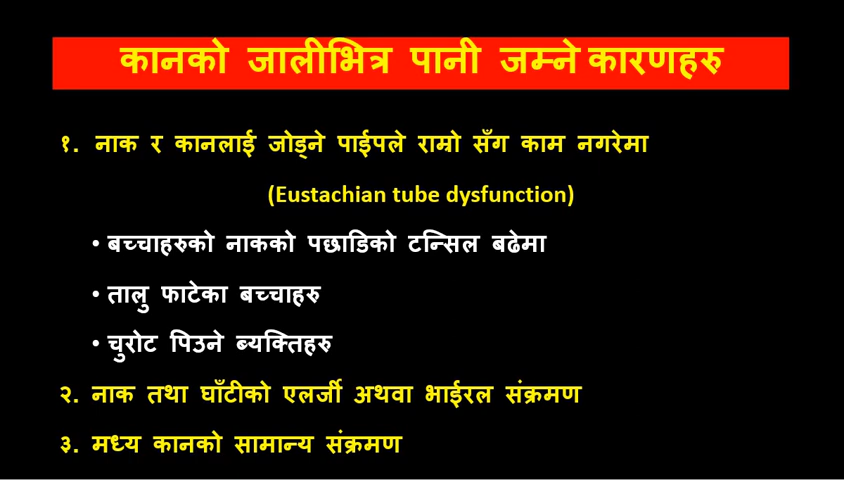 कानको जालीभित्र पानी जम्ने कारणहरु
१. नाक र कानलाई जोड्ने पाईपले राम्रो सँग काम नगरेमा
(Eustachian tube dysfunction)
• बच्चाहरुको नाकको पछाडिको टन्सिल बढेमा
• तालु फाटेका बच्चाहरु
• चुरोट पिउने ब्यक्तिहरु
२. नाक तथा घाँटीको एलर्जी अथवा भाईरल संक्रमण
३. मध्य कानको सामान्य संक्रमण